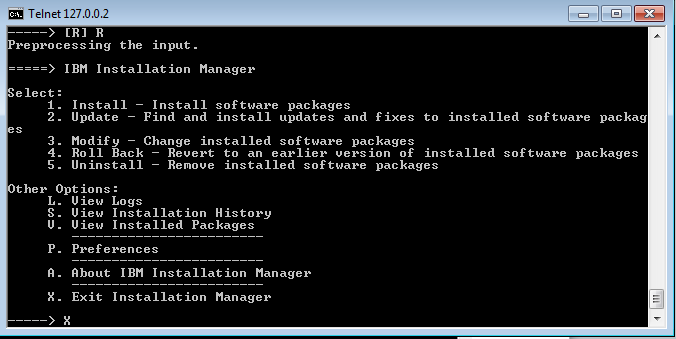 C:\. Telnet 127.0.0.2
-----> [R] R
Preprocessing the input.
=====> IBM Installation Manager
Select:
1. Install - Install software packages
2. Update - Find and install updates and fixes to installed software packag
es
3. Modify - Change installed software packages
4. Roll Back - Revert to an earlier version of installed software packages
5. Uninstall - Remove installed software packages
Other Options:
L. View Logs
S. View Installation History
V. View Installed Packages
------------------------
P. Preferences
------------------------
A. About IBM Installation Manager
------------------------
X. Exit Installation Manager
-----> X